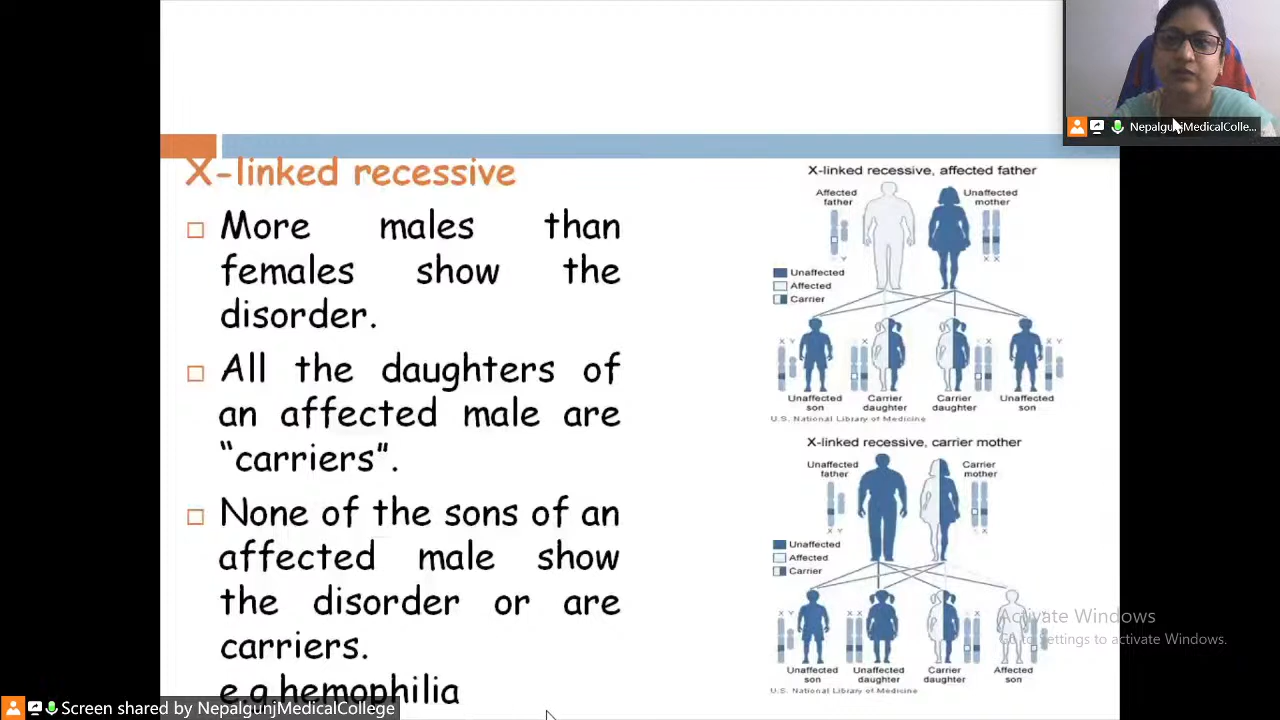 NepalgunjMedicalColle...
X-linked recessive
More males than
females show the
disorder.
All the daughters of
an affected male are
“carriers”.
None of the sons of an
affected male show
the disorder or are
carriers.
e.g hemophilia
X-linked recessive, affected father
Affected
father
Unaffected
mother
X Y
X X
Unaffected
Affected
Carrier
X Y
X X
X X
X Y
Unaffected
son
Carrier
daughter
Carrier
daughter
Unaffected
son
U.S. National Library of Medicine
X-linked recessive, carrier mother
Unaffected
father
Carrier
mother
X Y
X X
Unaffected
Affected
Carrier
X Y
X X
X X
Unaffected
son
Unaffected
daughter
Carrier
daughter
Affected
son
U.S. National Library of Medicine
Activate Windows
Go to Settings to activate Windows.
Screen shared by NepalgunjMedicalCollege